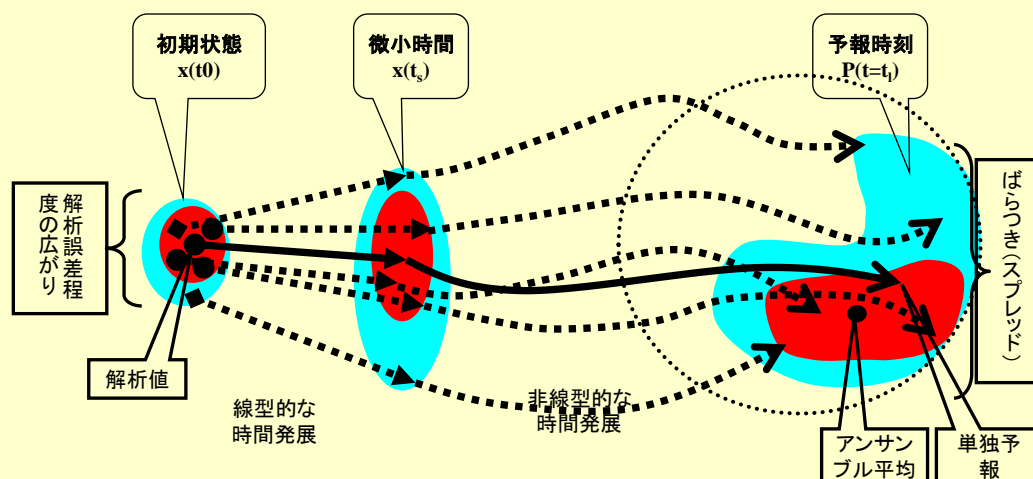 初期状態
x(t0)
微小時間
x(ts)
予報時刻
P(t=tl)
解析誤差程
度の広がり
ばらつき(スプレッド)
解析値
線型的な
時間発展
非線型的な
時間発展
アンサン
ブル平均
単独予
報